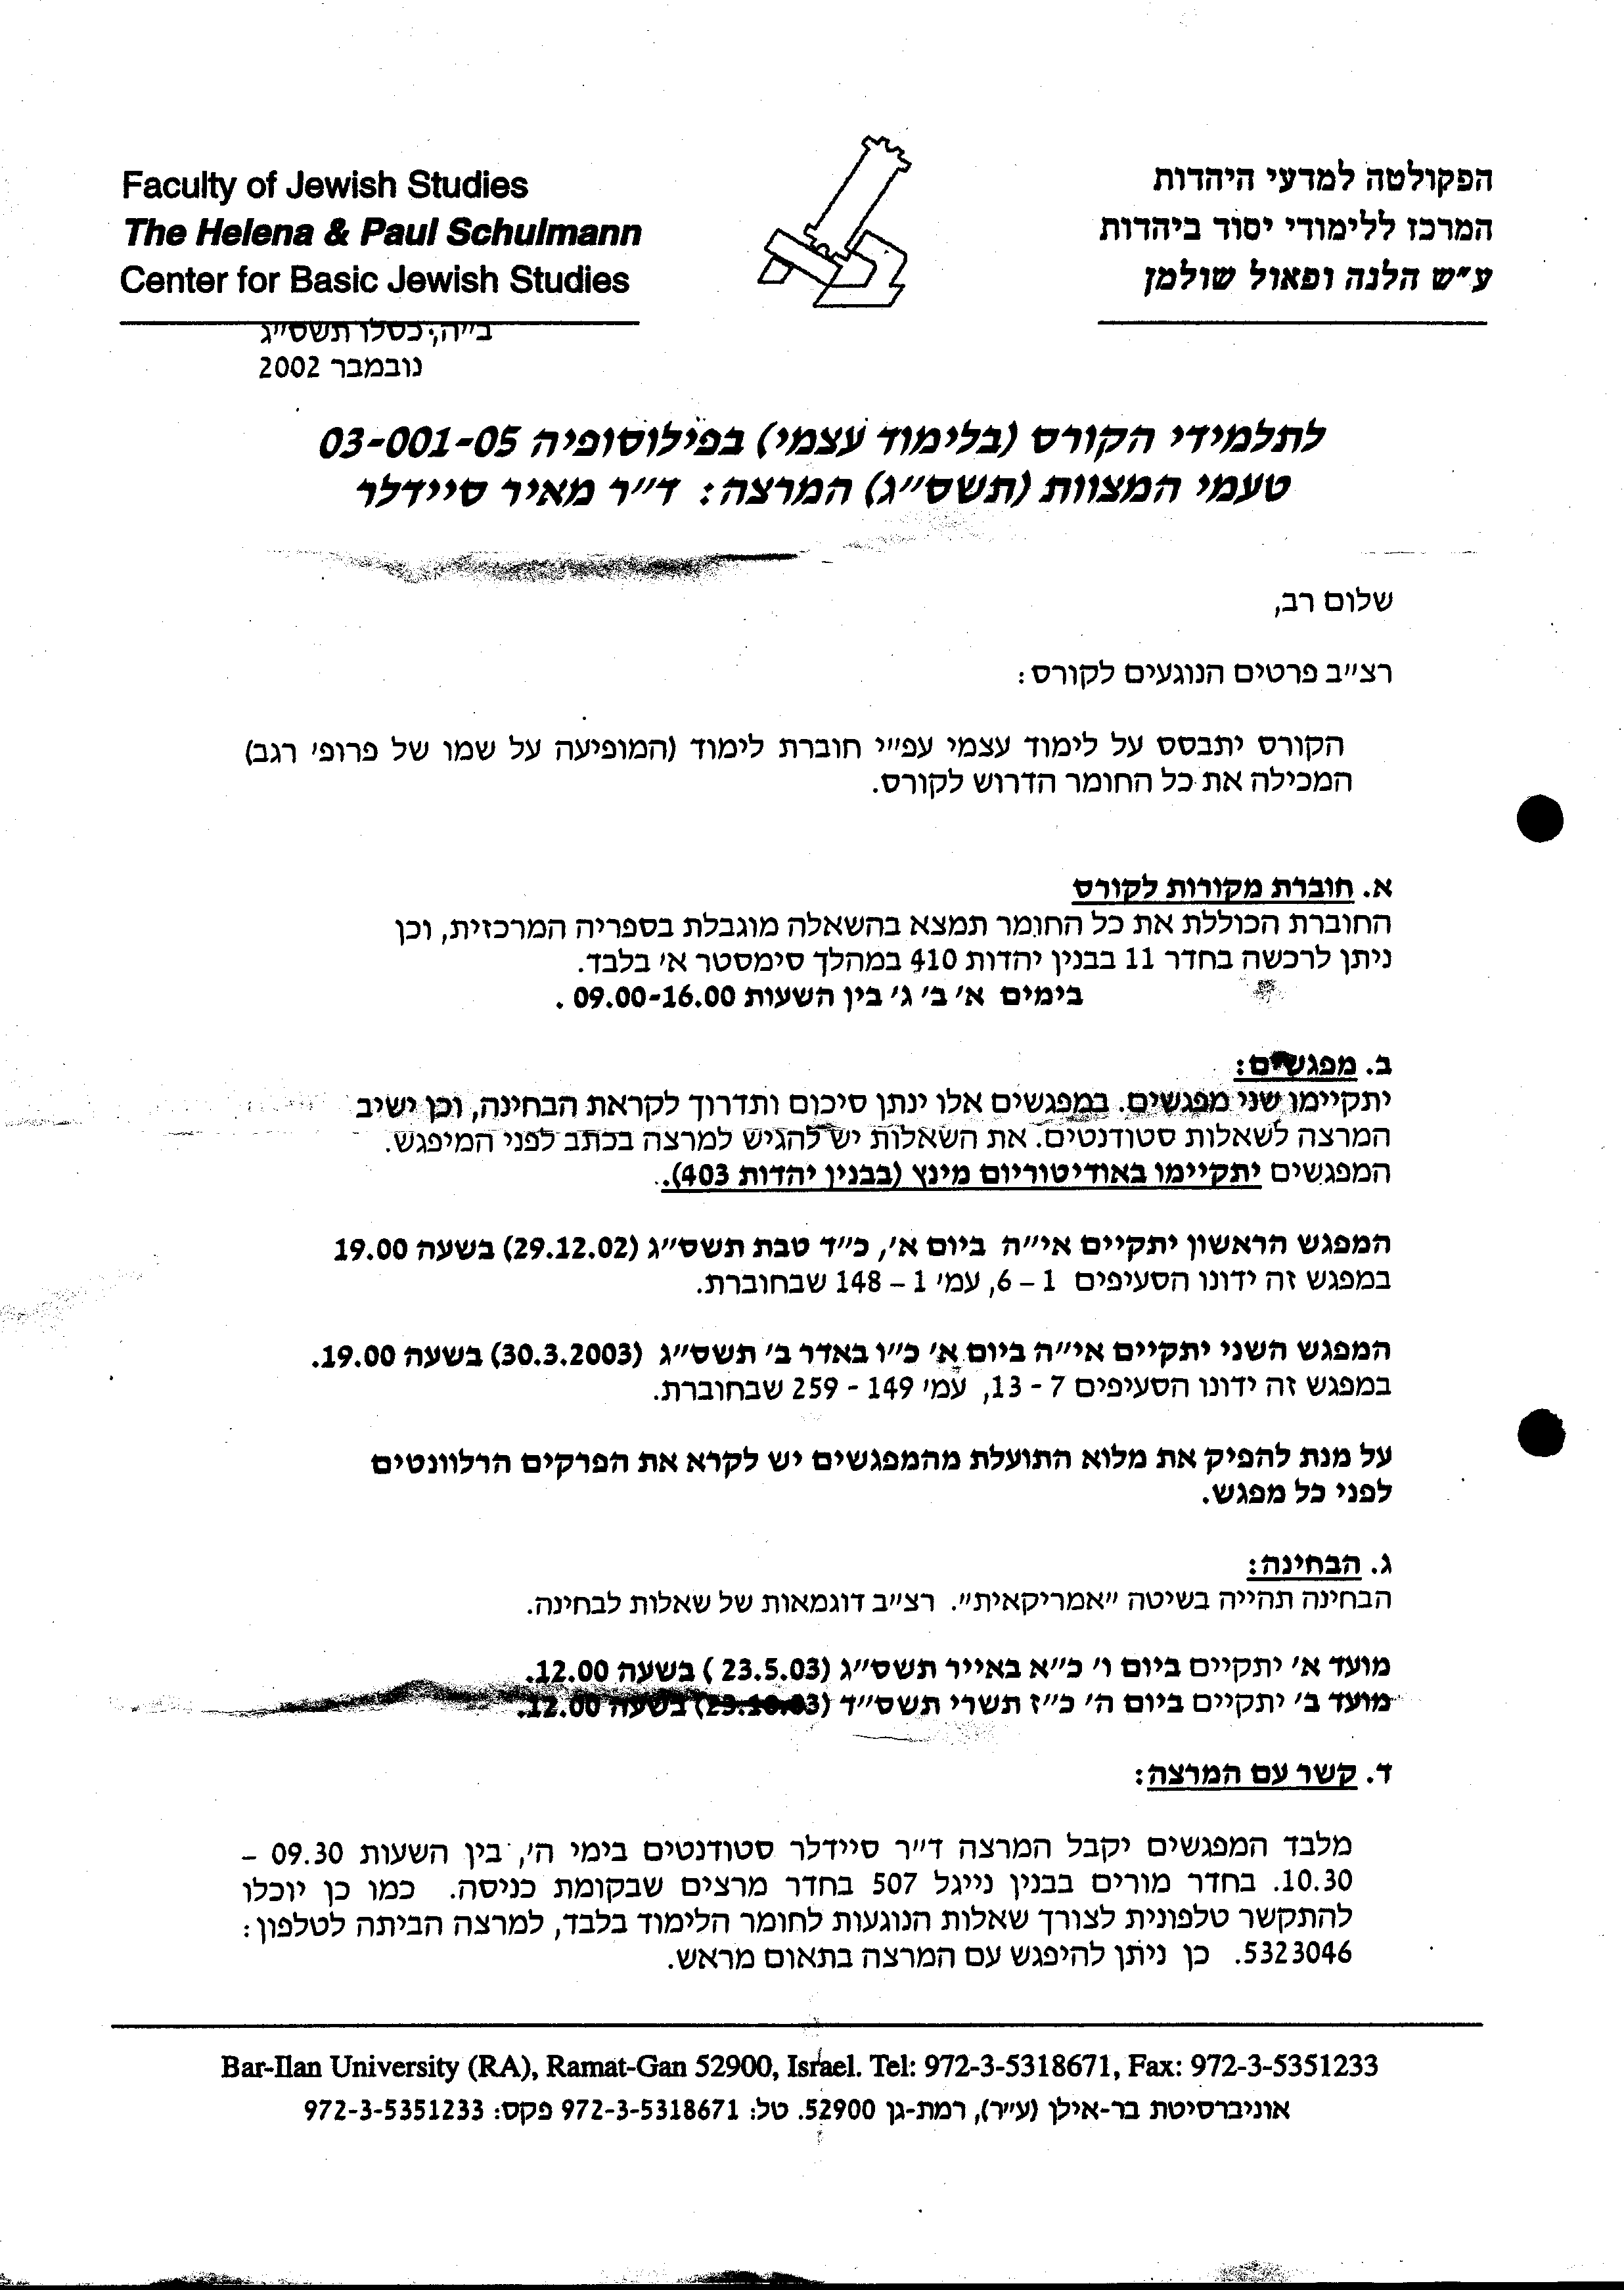 Faculty of Jewish Studies
The Helena & Paul Schulmann
Center for Basic Jewish Studies
הפקולטה למדעי היהדות
המרכז ללימודי יסוד ביהדות
ע"ש הלנה ופאול שולמן
ב"ה, כסלו תשס"ג
נובמבר 2002
לתלמידי הקורס (בלימוד עצמי) בפילוסופיה 03-001-05
טעמי המצוות (תשס"ג) המרצה: ד"ר מאיר סיידלר
שלום רב,
רצ"ב פרטים הנוגעים לקורס:
הקורס יתבסס על לימוד עצמי עפ"י חוברת לימוד (המופיעה על שמו של פרופ' רגב)
המכילה את כל החומר הדרוש לקורס.
א. חוברת מקורות לקורס
החוברת הכוללת את כל החומר תמצא בהשאלה מוגבלת בספריה המרכזית, וכן
ניתן לרכשה בחדר 11 בבנין יהדות 410 במהלך סימסטר א' בלבד.
בימים א' ב' ג' בין השעות 09.00-16.00 .
ב. מפגשים:
יתקיימו שני מפגשים. במפגשים אלו ינתן סיכום ותדרוך לקראת הבחינה, וכן ישיב
המרצה לשאלות סטודנטים. את השאלות יש להגיש למרצה בכתב לפני המיפגש.
המפגשים יתקיימו באודיטוריום מינץ (בבנין יהדות 403).
המפגש הראשון יתקיים אי"ה ביום א', כ"ד טבת תשס"ג (29.12.02) בשעה 19.00
במפגש זה ידונו הסעיפים 1 – 6, עמ' 1 – 148 שבחוברת.
המפגש השני יתקיים אי"ה ביום א' כ"ו באדר ב' תשס"ג (30.3.2003) בשעה 19.00.
במפגש זה ידונו הסעיפים 7 - 13, עמ' 149 - 259 שבחוברת.
על מנת להפיק את מלוא התועלת מהמפגשים יש לקרא את הפרקים הרלוונטים
לפני כל מפגש.
ג. הבחינה:
הבחינה תהייה בשיטה "אמריקאית". רצ"ב דוגמאות של שאלות לבחינה.
מועד א' יתקיים ביום ו' כ"א באייר תשס"ג (23.5.03 ) בשעה 12.00.
מועד ב' יתקיים ביום ה' כ"ז תשרי תשס"ד (23.10.03) בשעה 12.00.
ד. קשר עם המרצה:
מלבד המפגשים יקבל המרצה ד"ר סיידלר סטודנטים בימי ה', בין השעות 09.30 –
10.30. בחדר מורים בבנין נייגל 507 בחדר מרצים שבקומת כניסה. כמו כן יוכלו
להתקשר טלפונית לצורך שאלות הנוגעות לחומר הלימוד בלבד, למרצה הביתה לטלפון:
5323046. כן ניתן להיפגש עם המרצה בתאום מראש.
Bar-Ilan University (RA), Ramat-Gan 52900, Israel. Tel: 972-3-5318671, Fax: 972-3-5351233
אוניברסיטת בר-אילן (ע"ר), רמת-גן 52900. טל: 972-3-5318671 פקס: 972-3-5351233